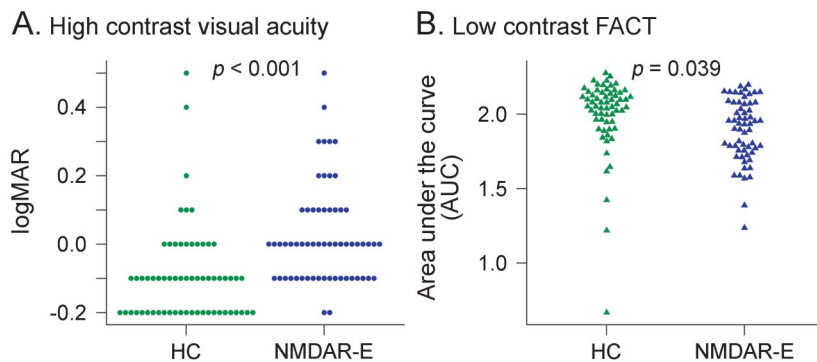 A. High contrast visual acuity
p < 0.001
logMAR
0.4
0.2
0.0
-0.2
HC
NMDAR-E
B. Low contrast FACT
p = 0.039
Area under the curve
(AUC)
2.0
1.5
1.0
HC
NMDAR-E